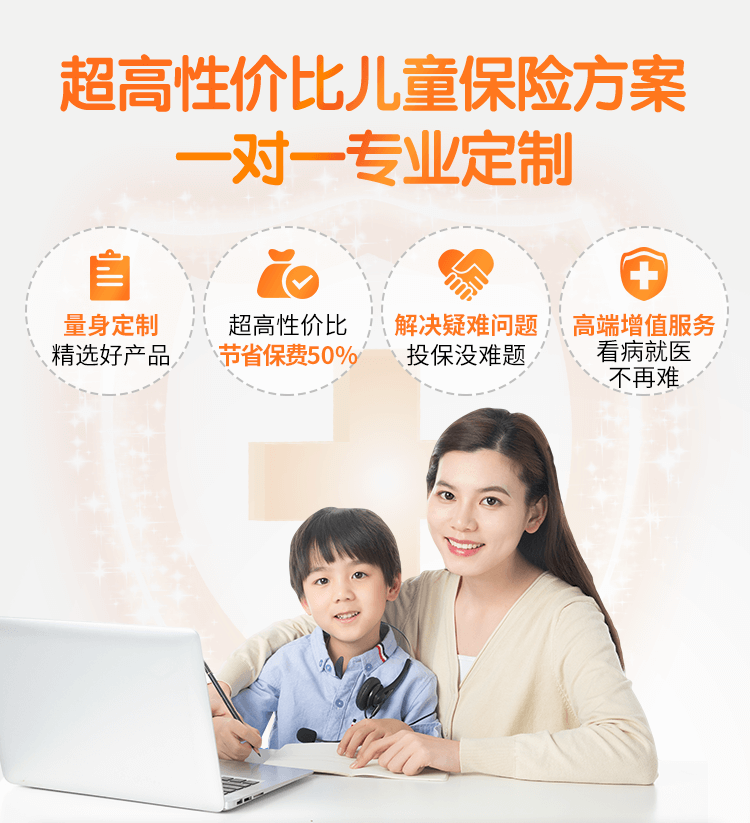 超高性价比儿童保险方案
一对一专业定制
量身定制
精选好产品
超高性价比
节省保费50%
解决疑难问题
投保没难题
高端增值服务
看病就医
不再难